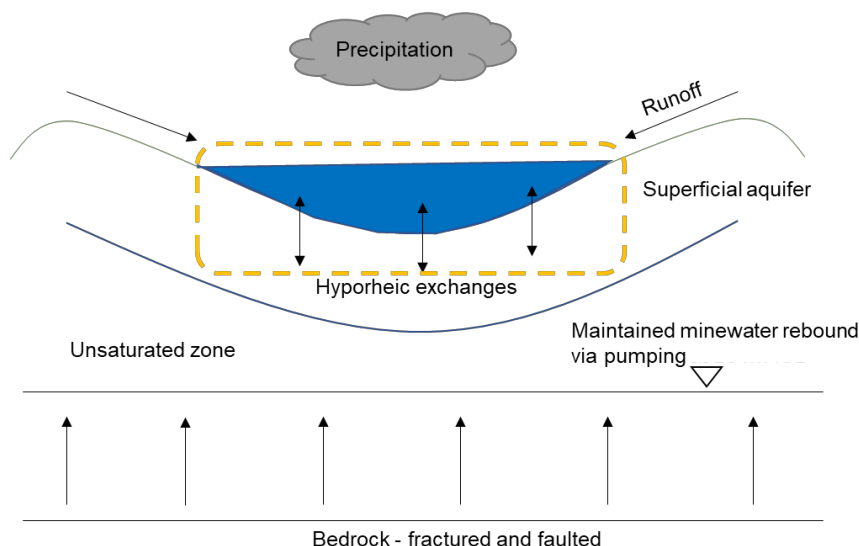 Precipitation
Runoff
Superficial aquifer
Hyporheic exchanges
Maintained minewater rebound
via pumping
Unsaturated zone
Bedrock - fractured and faulted